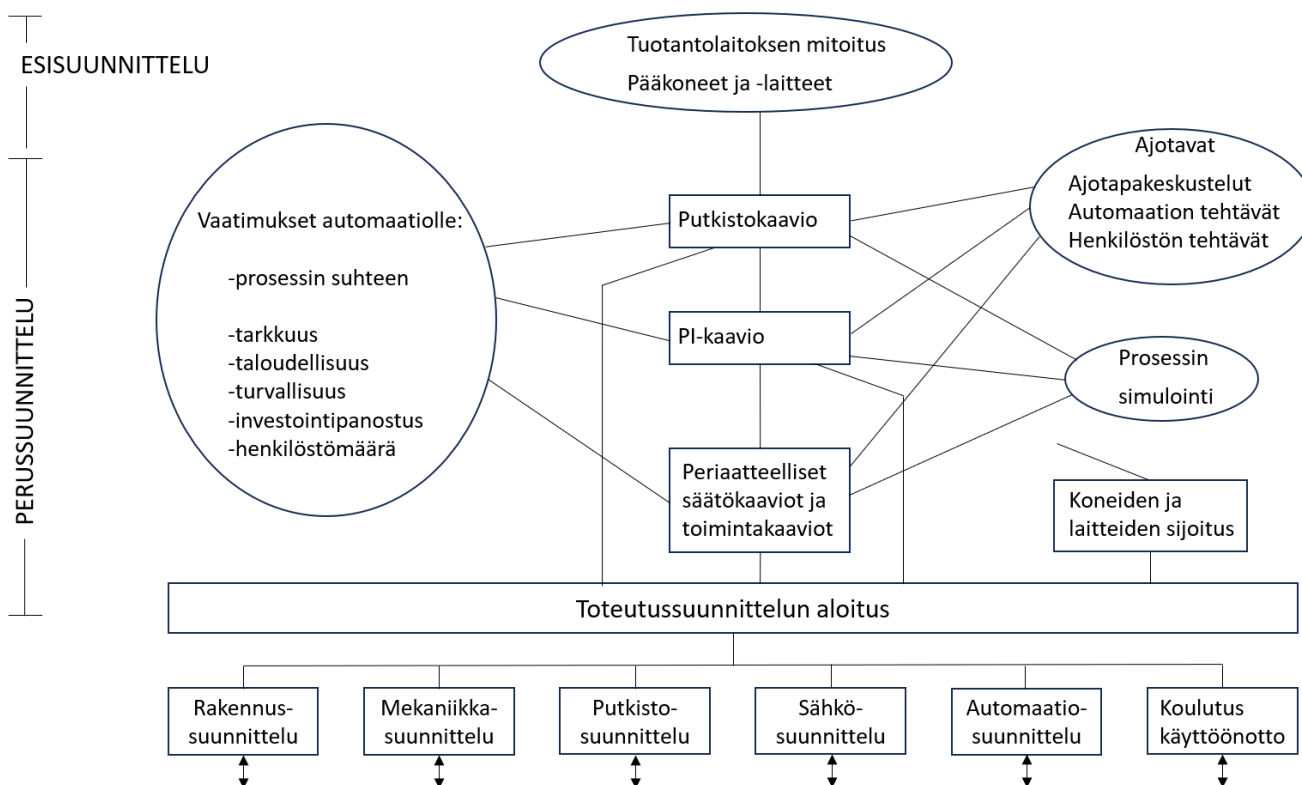 ESISUUNNITTELU
Tuotantolaitoksen mitoitus
Pääkoneet ja -laitteet
PERUSSUUNNITTELU
Vaatimukset automaatiolle:
-prosessin suhteen
-tarkkuus
-taloudellisuus
-turvallisuus
-investointipanostus
-henkilöstömäärä
Putkistokaavio
PI-kaavio
Periaatteelliset
säätökaaviot ja
toimintakaaviot
Ajotavat
Ajotapakeskustelut
Automaation tehtävät
Henkilöstön tehtävät
Prosessin
simulointi
Koneiden ja
laitteiden sijoitus
Toteutussuunnittelun aloitus
Rakennus-
suunnittelu
Mekaniikka-
suunnittelu
Putkisto-
suunnittelu
Sähkö-
suunnittelu
Automaatio-
suunnittelu
Koulutus
käyttöönotto